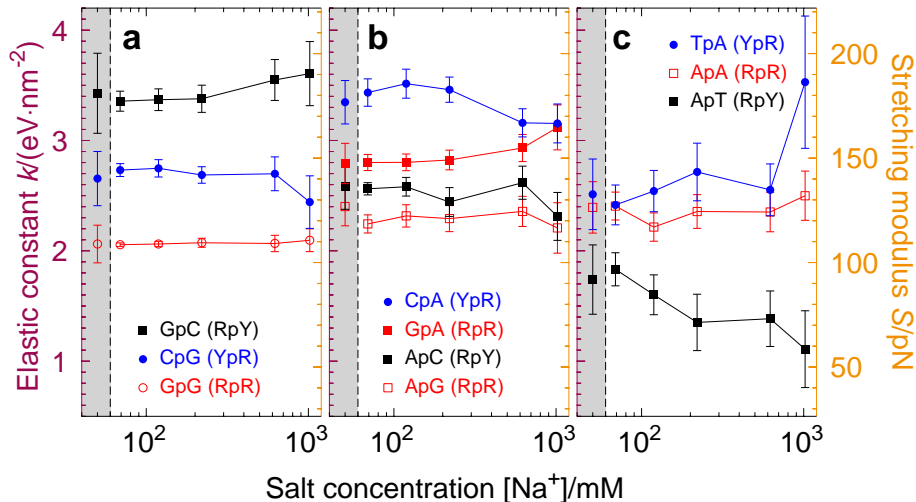 a
b
c
Elastic constant k/(eV·nm⁻²)
4
3
2
1
GpC (RpY)
CpG (YpR)
GpG (RpR)
CpA (YpR)
GpA (RpR)
ApC (RpY)
ApG (RpR)
TpA (YpR)
ApA (RpR)
ApT (RpY)
200
150
100
50
Stretching modulus S/pN
10² 10³ 10² 10³ 10² 10³
Salt concentration [Na⁺]/mM